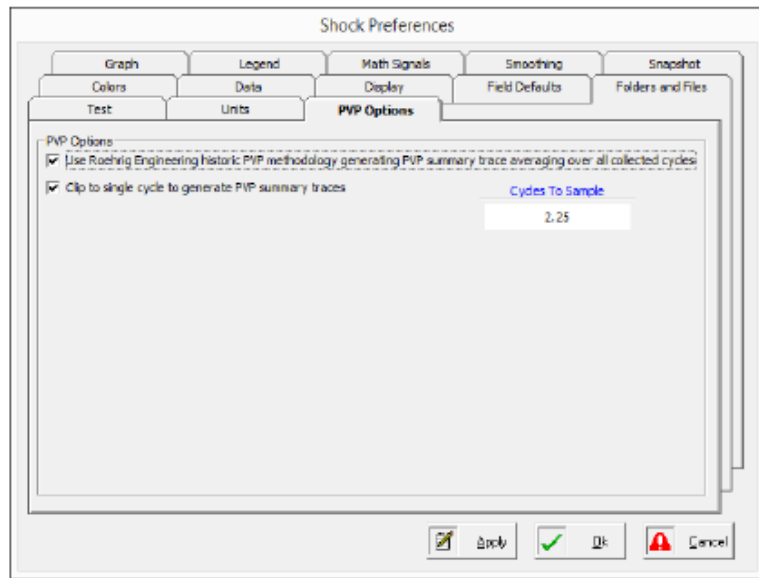 Shock Preferences
Graph Legend Math Signals Smoothing Snapshot
Colors Data Display Field Defaults Folders and Files
Test Units PVP Options
PVP Options
Use Roehrig Engineering historic PVP methodology generating PVP summary trace averaging over all collected cycles
Clip to single cycle to generate PVP summary traces
Cycles To Sample
2.25
Apply Ok Cancel